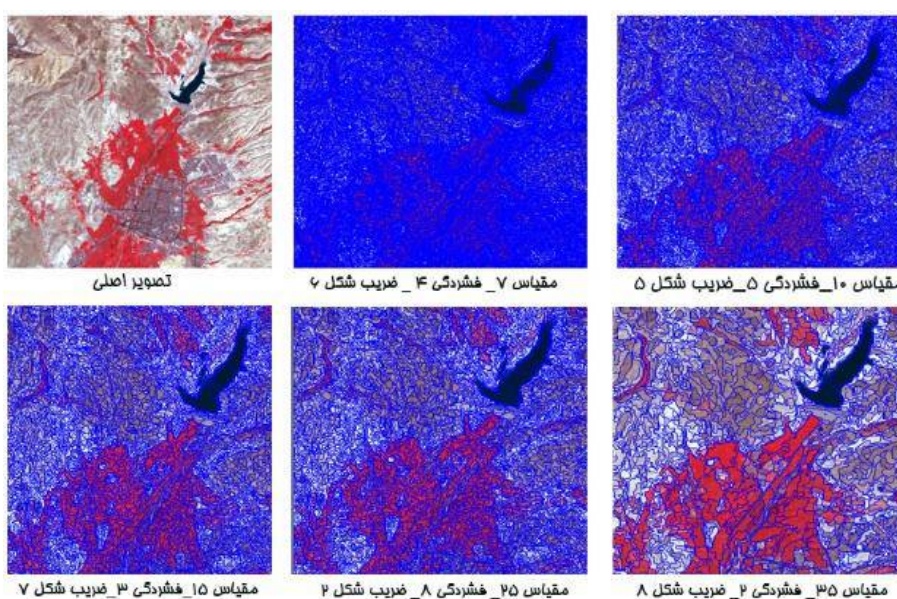 تصویر اصلی
مقیاس ۷_ فشردگی ۴ _ ضریب شکل ۶
مقیاس ۱۰_فشردگی ۵_ضریب شکل ۵
مقیاس ۱۵_فشردگی ۳_ضریب شکل ۷
مقیاس ۲۵_ فشردگی ۸_ ضریب شکل ۲
مقیاس ۳۵_ فشردگی ۲_ ضریب شکل ۸